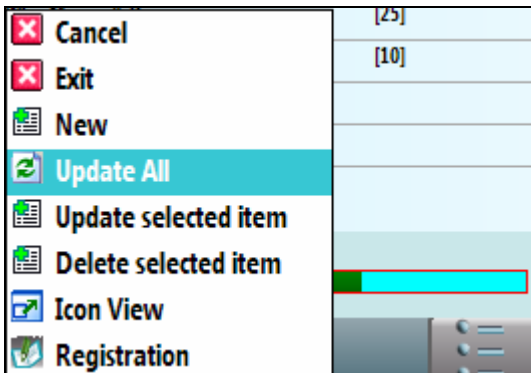 Cancel
[25]
Exit
[10]
New
Update All
Update selected item
Delete selected item
Icon View
Registration